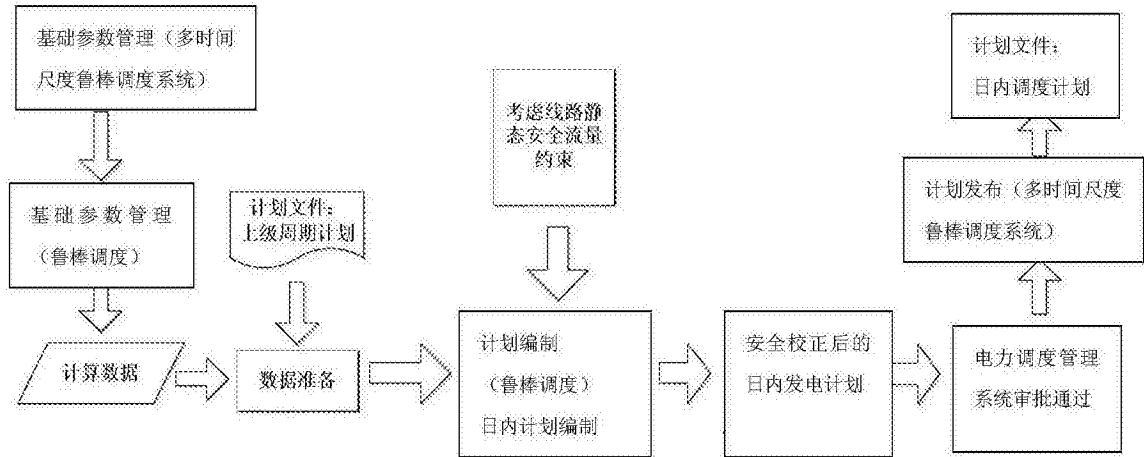 基础参数管理（多时间
尺度鲁棒调度系统）
基础参数管理
（鲁棒调度）
计算数据
计划文件：
上级周期计划
数据准备
考虑线路静
态安全流量
约束
计划编制
（鲁棒调度）
日内计划编制
安全校正后的
日内发电计划
电力调度管理
系统审批通过
计划发布（多时间尺度
鲁棒调度系统）
计划文件：
日内调度计划